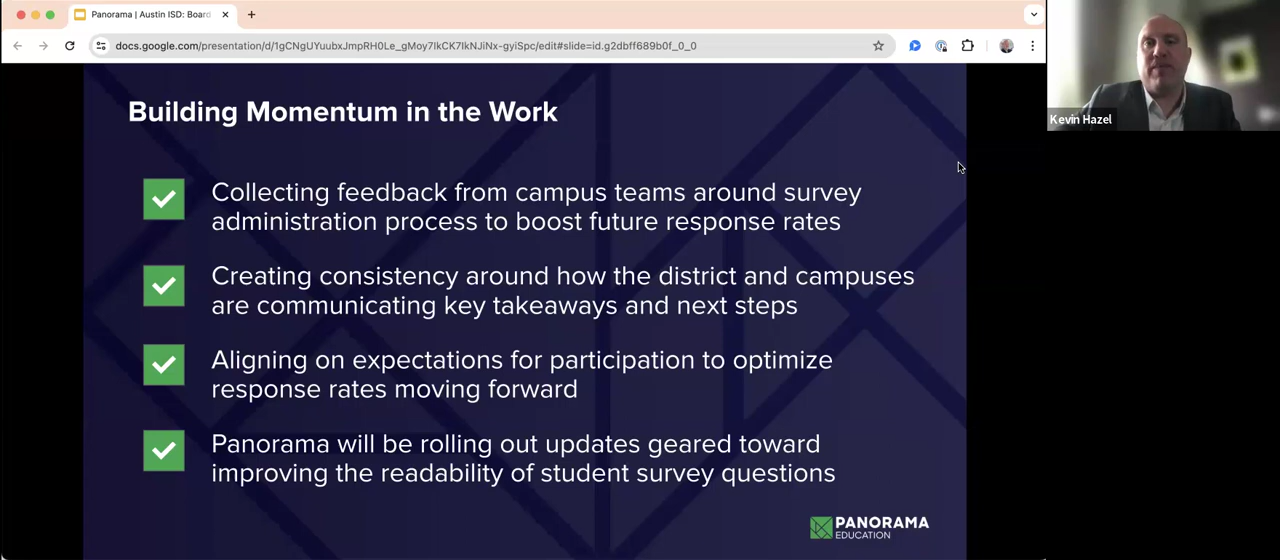 Panorama | Austin ISD: Board
docs.google.com/presentation/d/1gCNgUYuubxJmpRH0Le_gMoy7lkCK7lkNJiNx-gyiSpc/edit#slide=id.g2dbff689b0f_0_0
Kevin Hazel
Building Momentum in the Work
Collecting feedback from campus teams around survey
administration process to boost future response rates
Creating consistency around how the district and campuses
are communicating key takeaways and next steps
Aligning on expectations for participation to optimize
response rates moving forward
Panorama will be rolling out updates geared toward
improving the readability of student survey questions
PANORAMA
EDUCATION